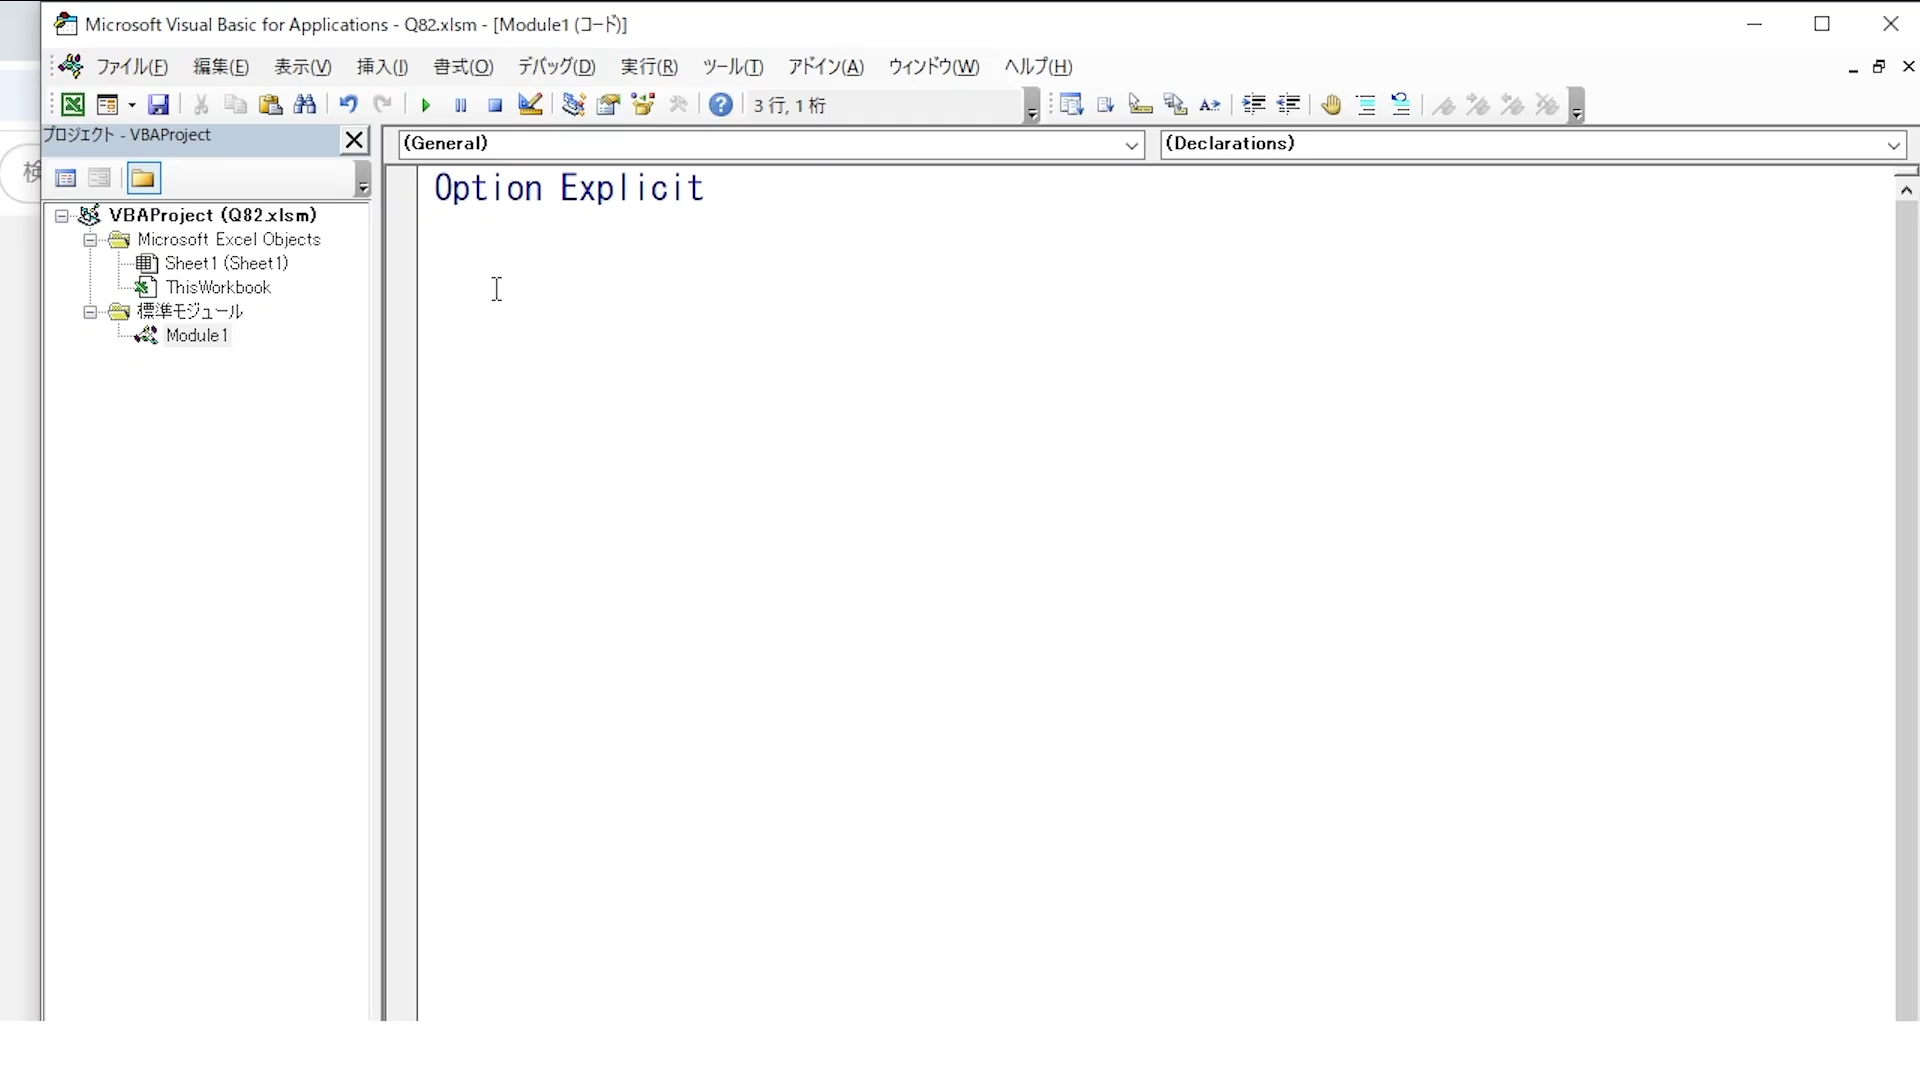 Microsoft Visual Basic for Applications - Q82.xlsm - [Module1 (コード)]
ファイル(F) 編集(E) 表示(V) 挿入(I) 書式(O) デバッグ(D) 実行(R) ツール(T) アドイン(A) ウィンドウ(W) ヘルプ(H)
3 行, 1 桁
プロジェクト - VBAProject
(General)
(Declarations)
検
VBAProject (Q82.xlsm)
Microsoft Excel Objects
Sheet1 (Sheet1)
ThisWorkbook
標準モジュール
Module1
Option Explicit